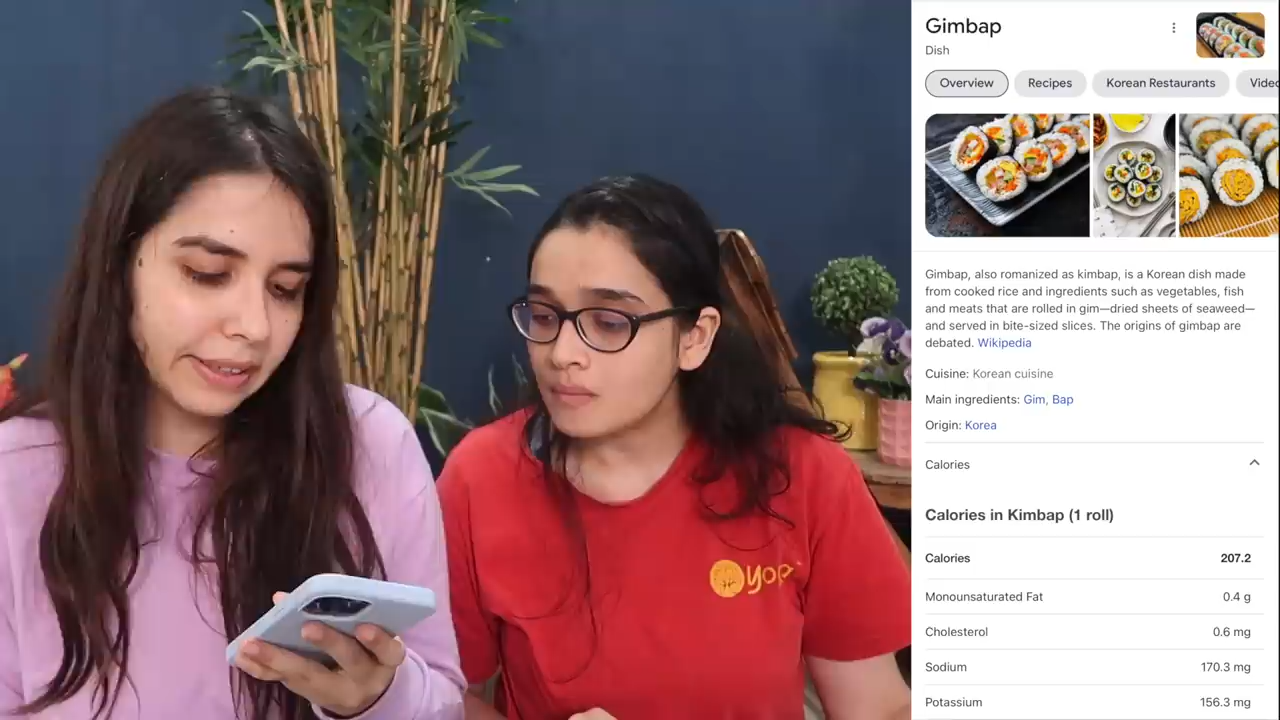 Gimbap
Dish
Overview
Recipes
Korean Restaurants
Gimbap, also romanized as kimbap, is a Korean dish made
from cooked rice and ingredients such as vegetables, fish
and meats that are rolled in gim—dried sheets of seaweed—
and served in bite-sized slices. The origins of gimbap are
debated. Wikipedia
Cuisine: Korean cuisine
Main ingredients: Gim, Bap
Origin: Korea
Calories
Calories in Kimbap (1 roll)
Calories 207.2
Monounsaturated Fat 0.4 g
Cholesterol 0.6 mg
Sodium 170.3 mg
Potassium 156.3 mg
yop